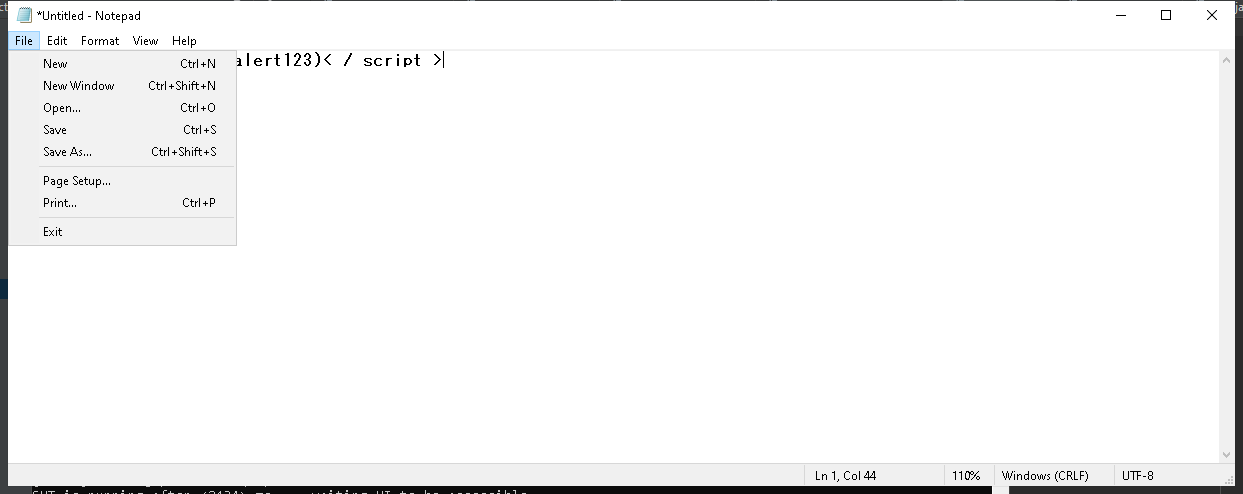 *Untitled - Notepad
File Edit Format View Help
alert123)< / script >
New Ctrl+N
New Window Ctrl+Shift+N
Open... Ctrl+O
Save Ctrl+S
Save As... Ctrl+Shift+S
Page Setup...
Print... Ctrl+P
Exit
Ln 1, Col 44 110% Windows (CRLF) UTF-8